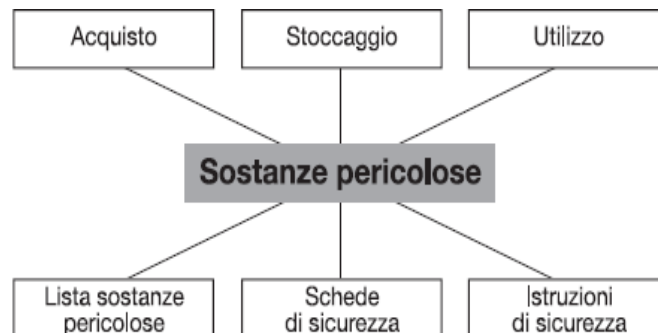 Acquisto
Stoccaggio
Utilizzo
Sostanze pericolose
Lista sostanze
pericolose
Schede
di sicurezza
Istruzioni
di sicurezza